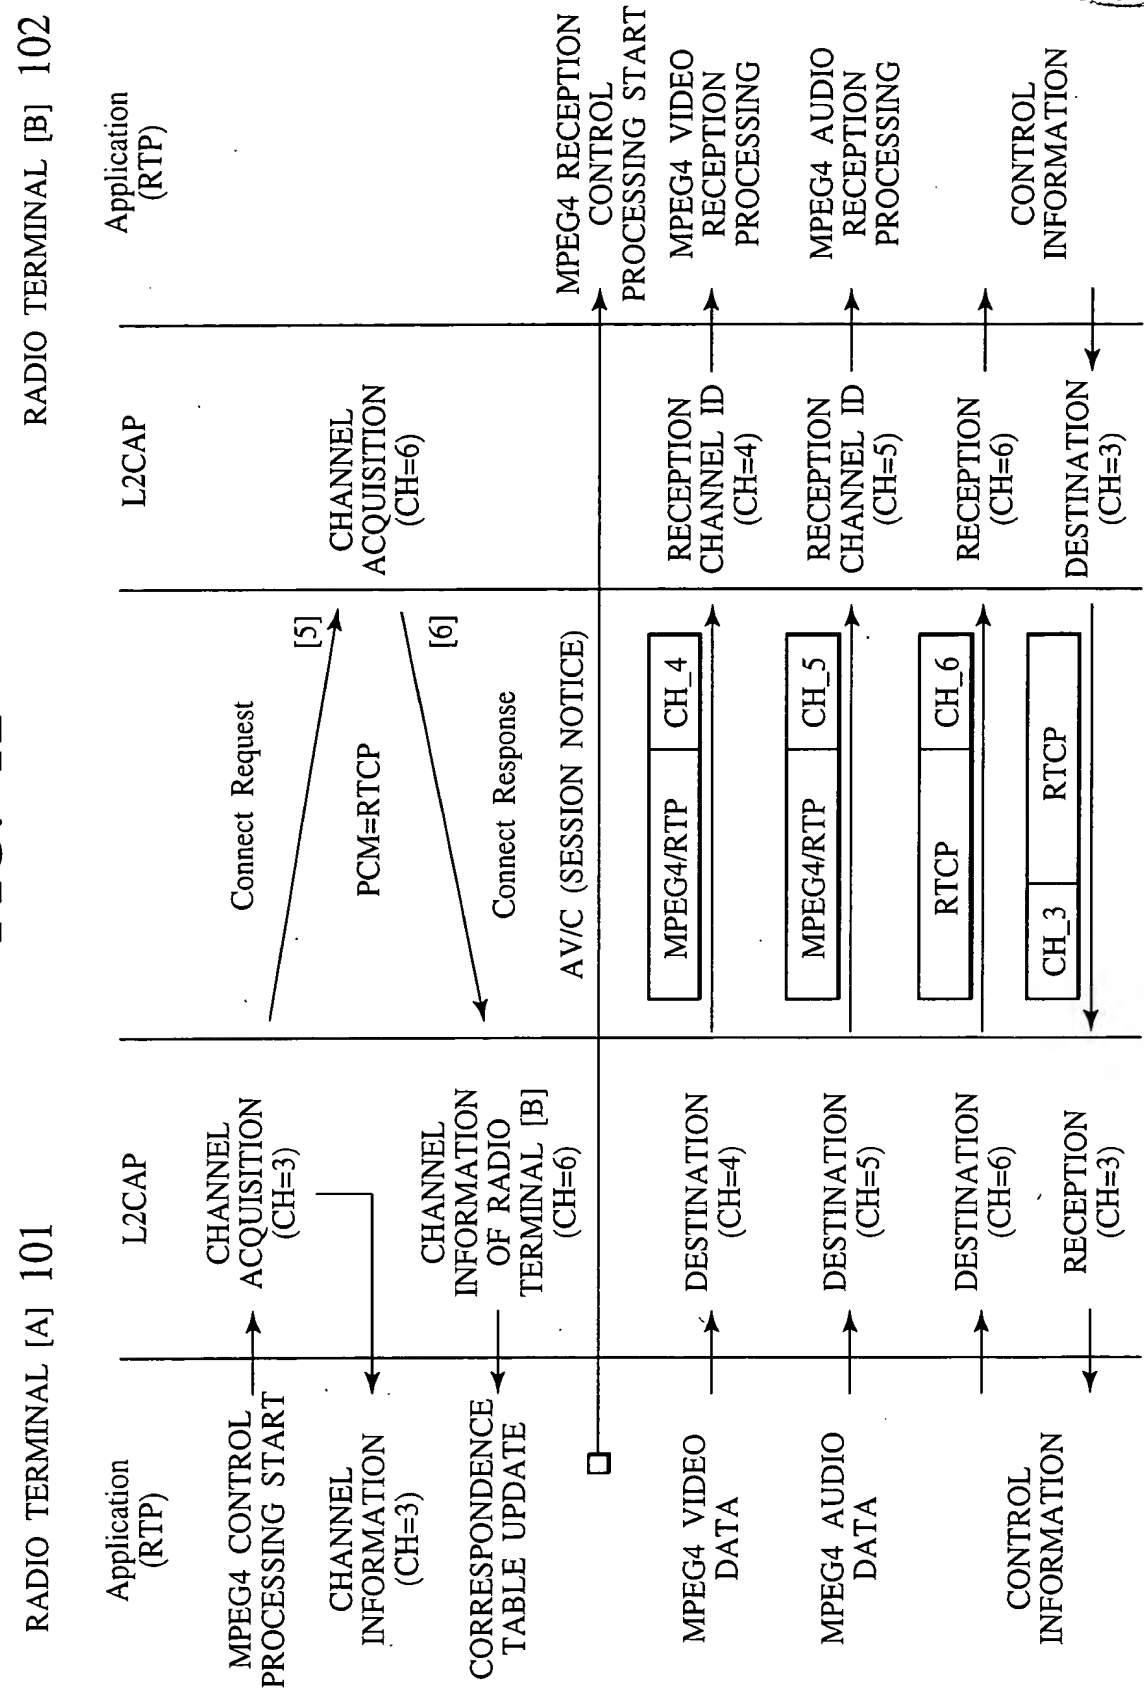 RADIO TERMINAL [A] 101
RADIO TERMINAL [B] 102
Application
(RTP)
L2CAP
L2CAP
Application
(RTP)
MPEG4 CONTROL
PROCESSING START
CHANNEL
ACQUISITION
(CH=3)
Connect Request
[5]
CHANNEL
INFORMATION
(CH=3)
PCM=RTCP
CHANNEL
ACQUISITION
(CH=6)
CORRESPONDENCE
TABLE UPDATE
CHANNEL
INFORMATION
OF RADIO
TERMINAL [B]
(CH=6)
Connect Response
[6]
AV/C (SESSION NOTICE)
MPEG4 RECEPTION
CONTROL
PROCESSING START
MPEG4 VIDEO
DATA
DESTINATION
(CH=4)
MPEG4/RTP CH_4
RECEPTION
CHANNEL ID
(CH=4)
MPEG4 VIDEO
RECEPTION
PROCESSING
MPEG4 AUDIO
DATA
DESTINATION
(CH=5)
MPEG4/RTP CH_5
RECEPTION
CHANNEL ID
(CH=5)
MPEG4 AUDIO
RECEPTION
PROCESSING
CONTROL
INFORMATION
DESTINATION
(CH=6)
RTCP CH_6
RECEPTION
(CH=6)
CONTROL
INFORMATION
RECEPTION
(CH=3)
CH_3 RTCP
DESTINATION
(CH=3)